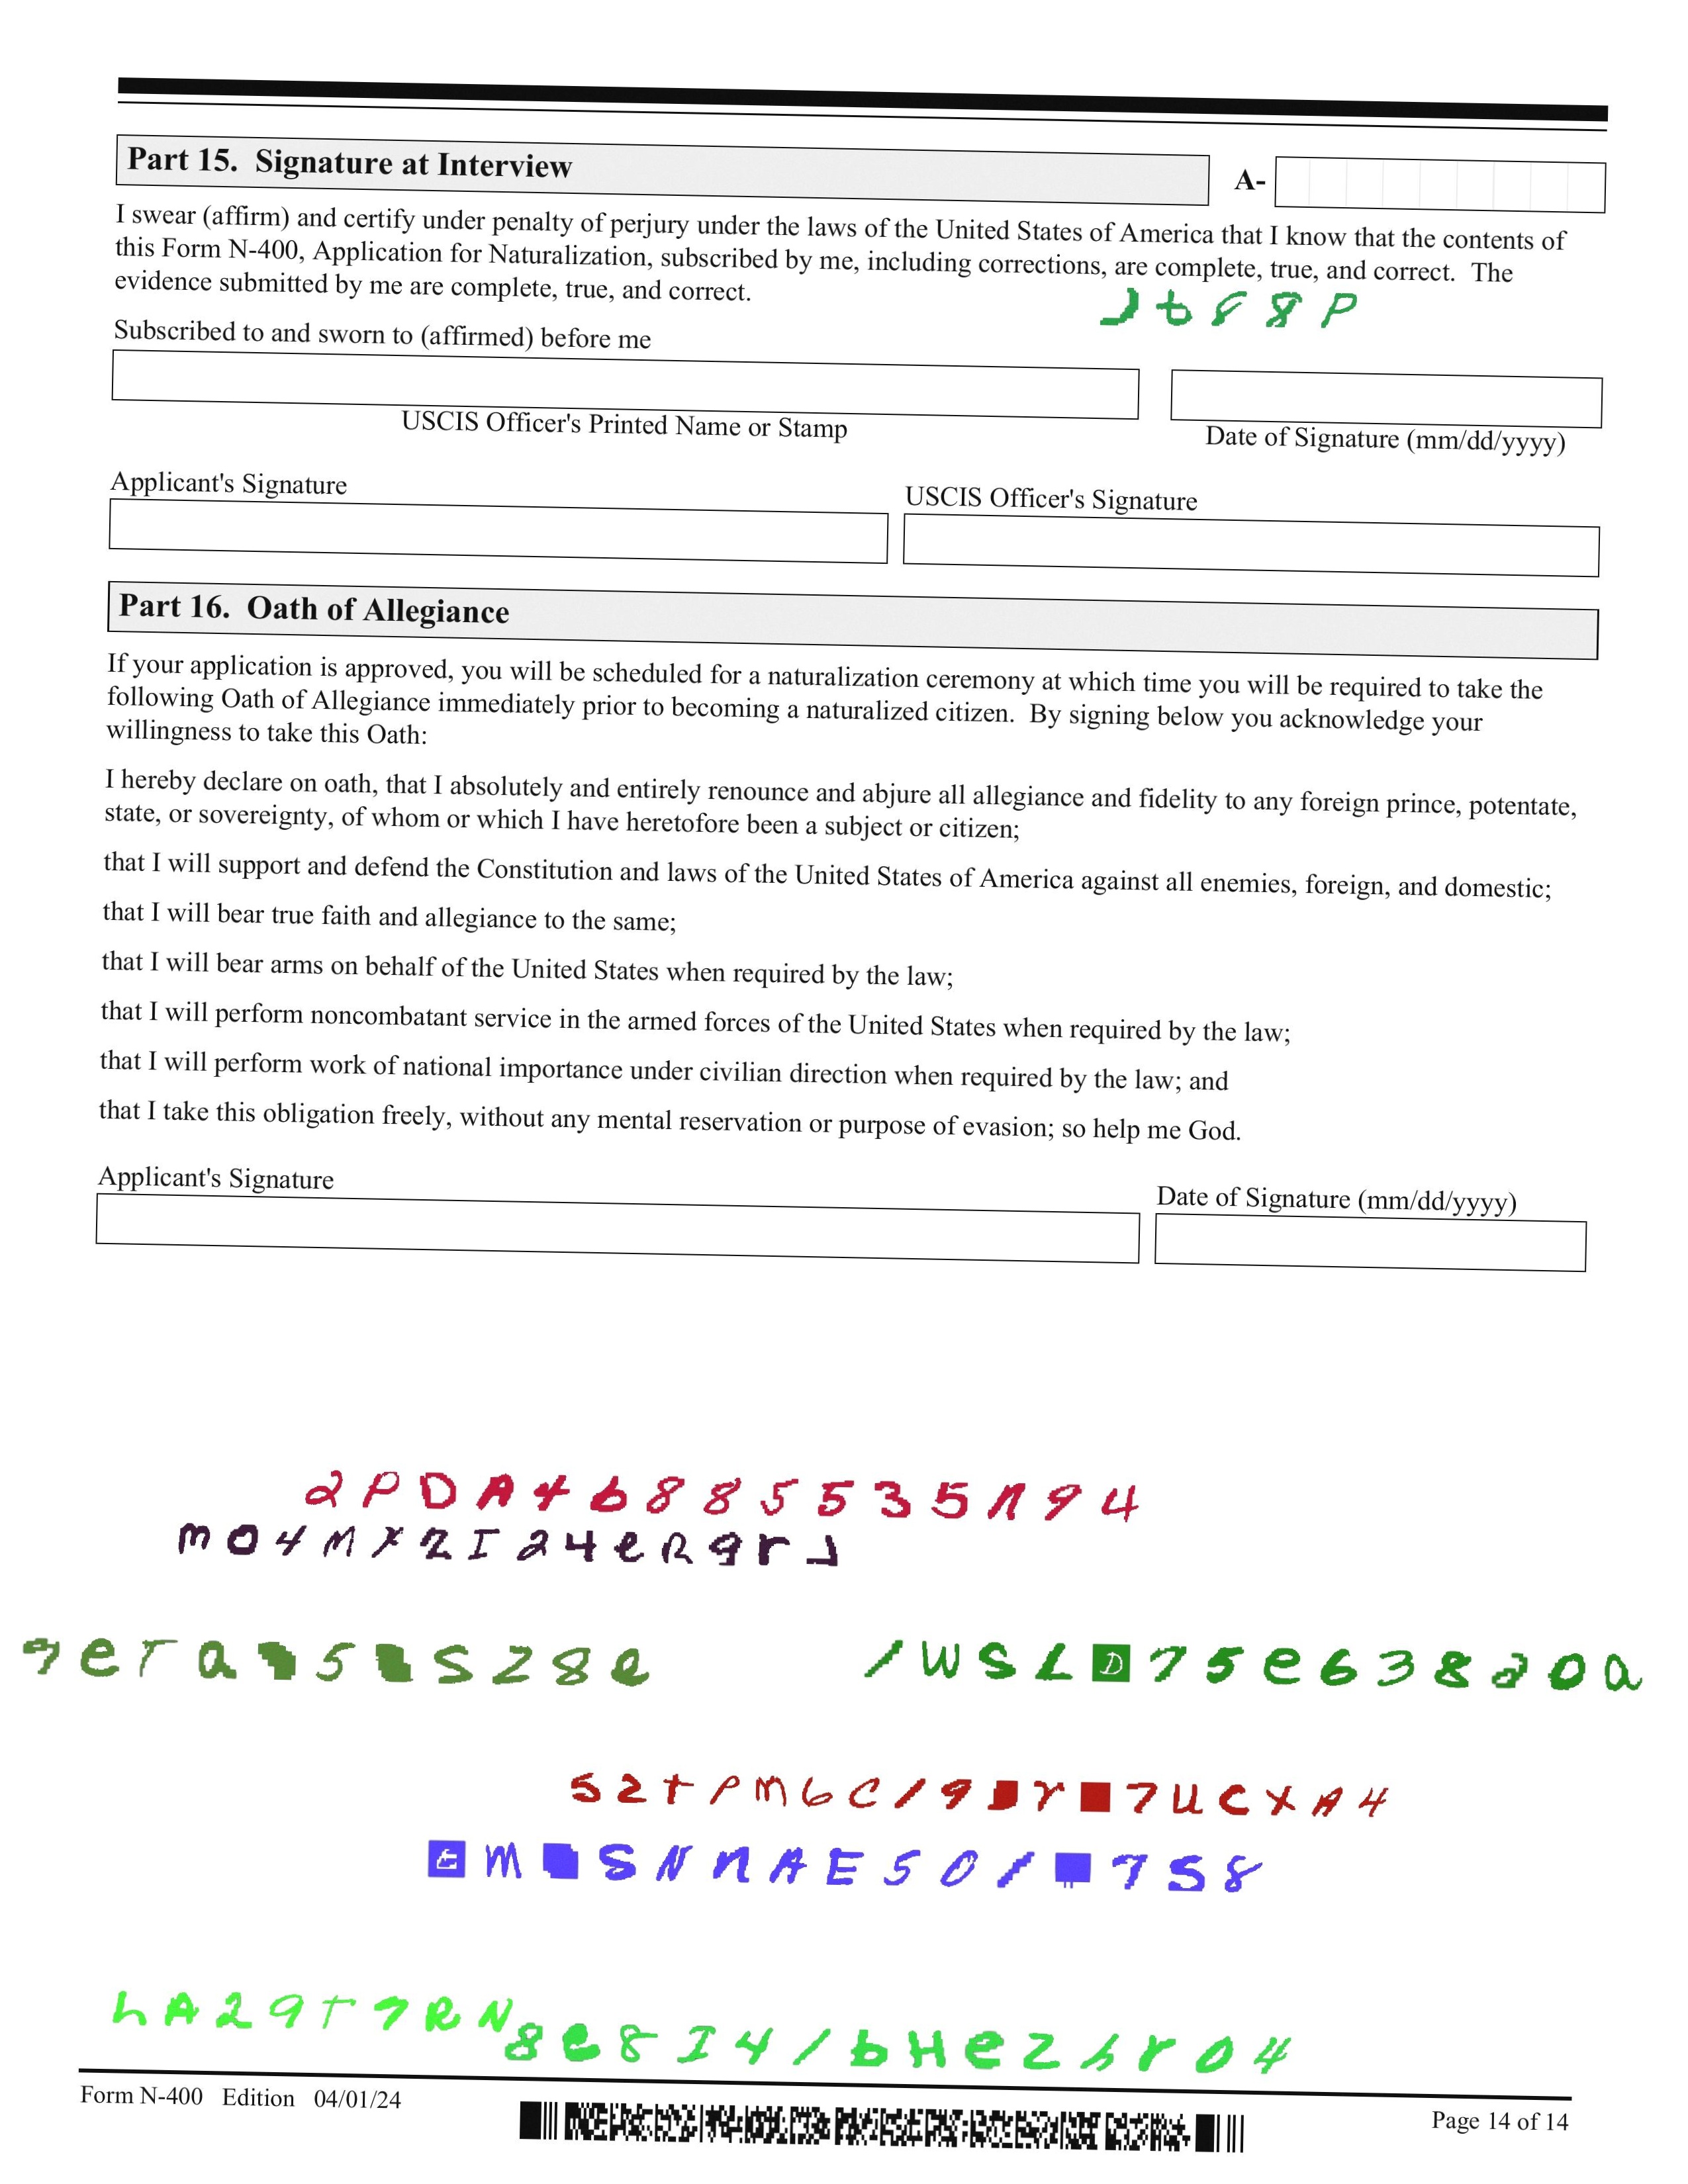 Part 15. Signature at Interview
A-
I swear (affirm) and certify under penalty of perjury under the laws of the United States of America that I know that the contents of
this Form N-400, Application for Naturalization, subscribed by me, including corrections, are complete, true, and correct. The
evidence submitted by me are complete, true, and correct.
Subscribed to and sworn to (affirmed) before me
USCIS Officer's Printed Name or Stamp
Date of Signature (mm/dd/yyyy)
Applicant's Signature
USCIS Officer's Signature
Part 16. Oath of Allegiance
If your application is approved, you will be scheduled for a naturalization ceremony at which time you will be required to take the
following Oath of Allegiance immediately prior to becoming a naturalized citizen. By signing below you acknowledge your
willingness to take this Oath:
I hereby declare on oath, that I absolutely and entirely renounce and abjure all allegiance and fidelity to any foreign prince, potentate,
state, or sovereignty, of whom or which I have heretofore been a subject or citizen;
that I will support and defend the Constitution and laws of the United States of America against all enemies, foreign, and domestic;
that I will bear true faith and allegiance to the same;
that I will bear arms on behalf of the United States when required by the law;
that I will perform noncombatant service in the armed forces of the United States when required by the law;
that I will perform work of national importance under civilian direction when required by the law; and
that I take this obligation freely, without any mental reservation or purpose of evasion; so help me God.
Applicant's Signature
Date of Signature (mm/dd/yyyy)
2PDA4b885535n94
mo4Mx2I24eRqrJ
LA29T7RN
Form N-400 Edition 04/01/24
Page 14 of 14